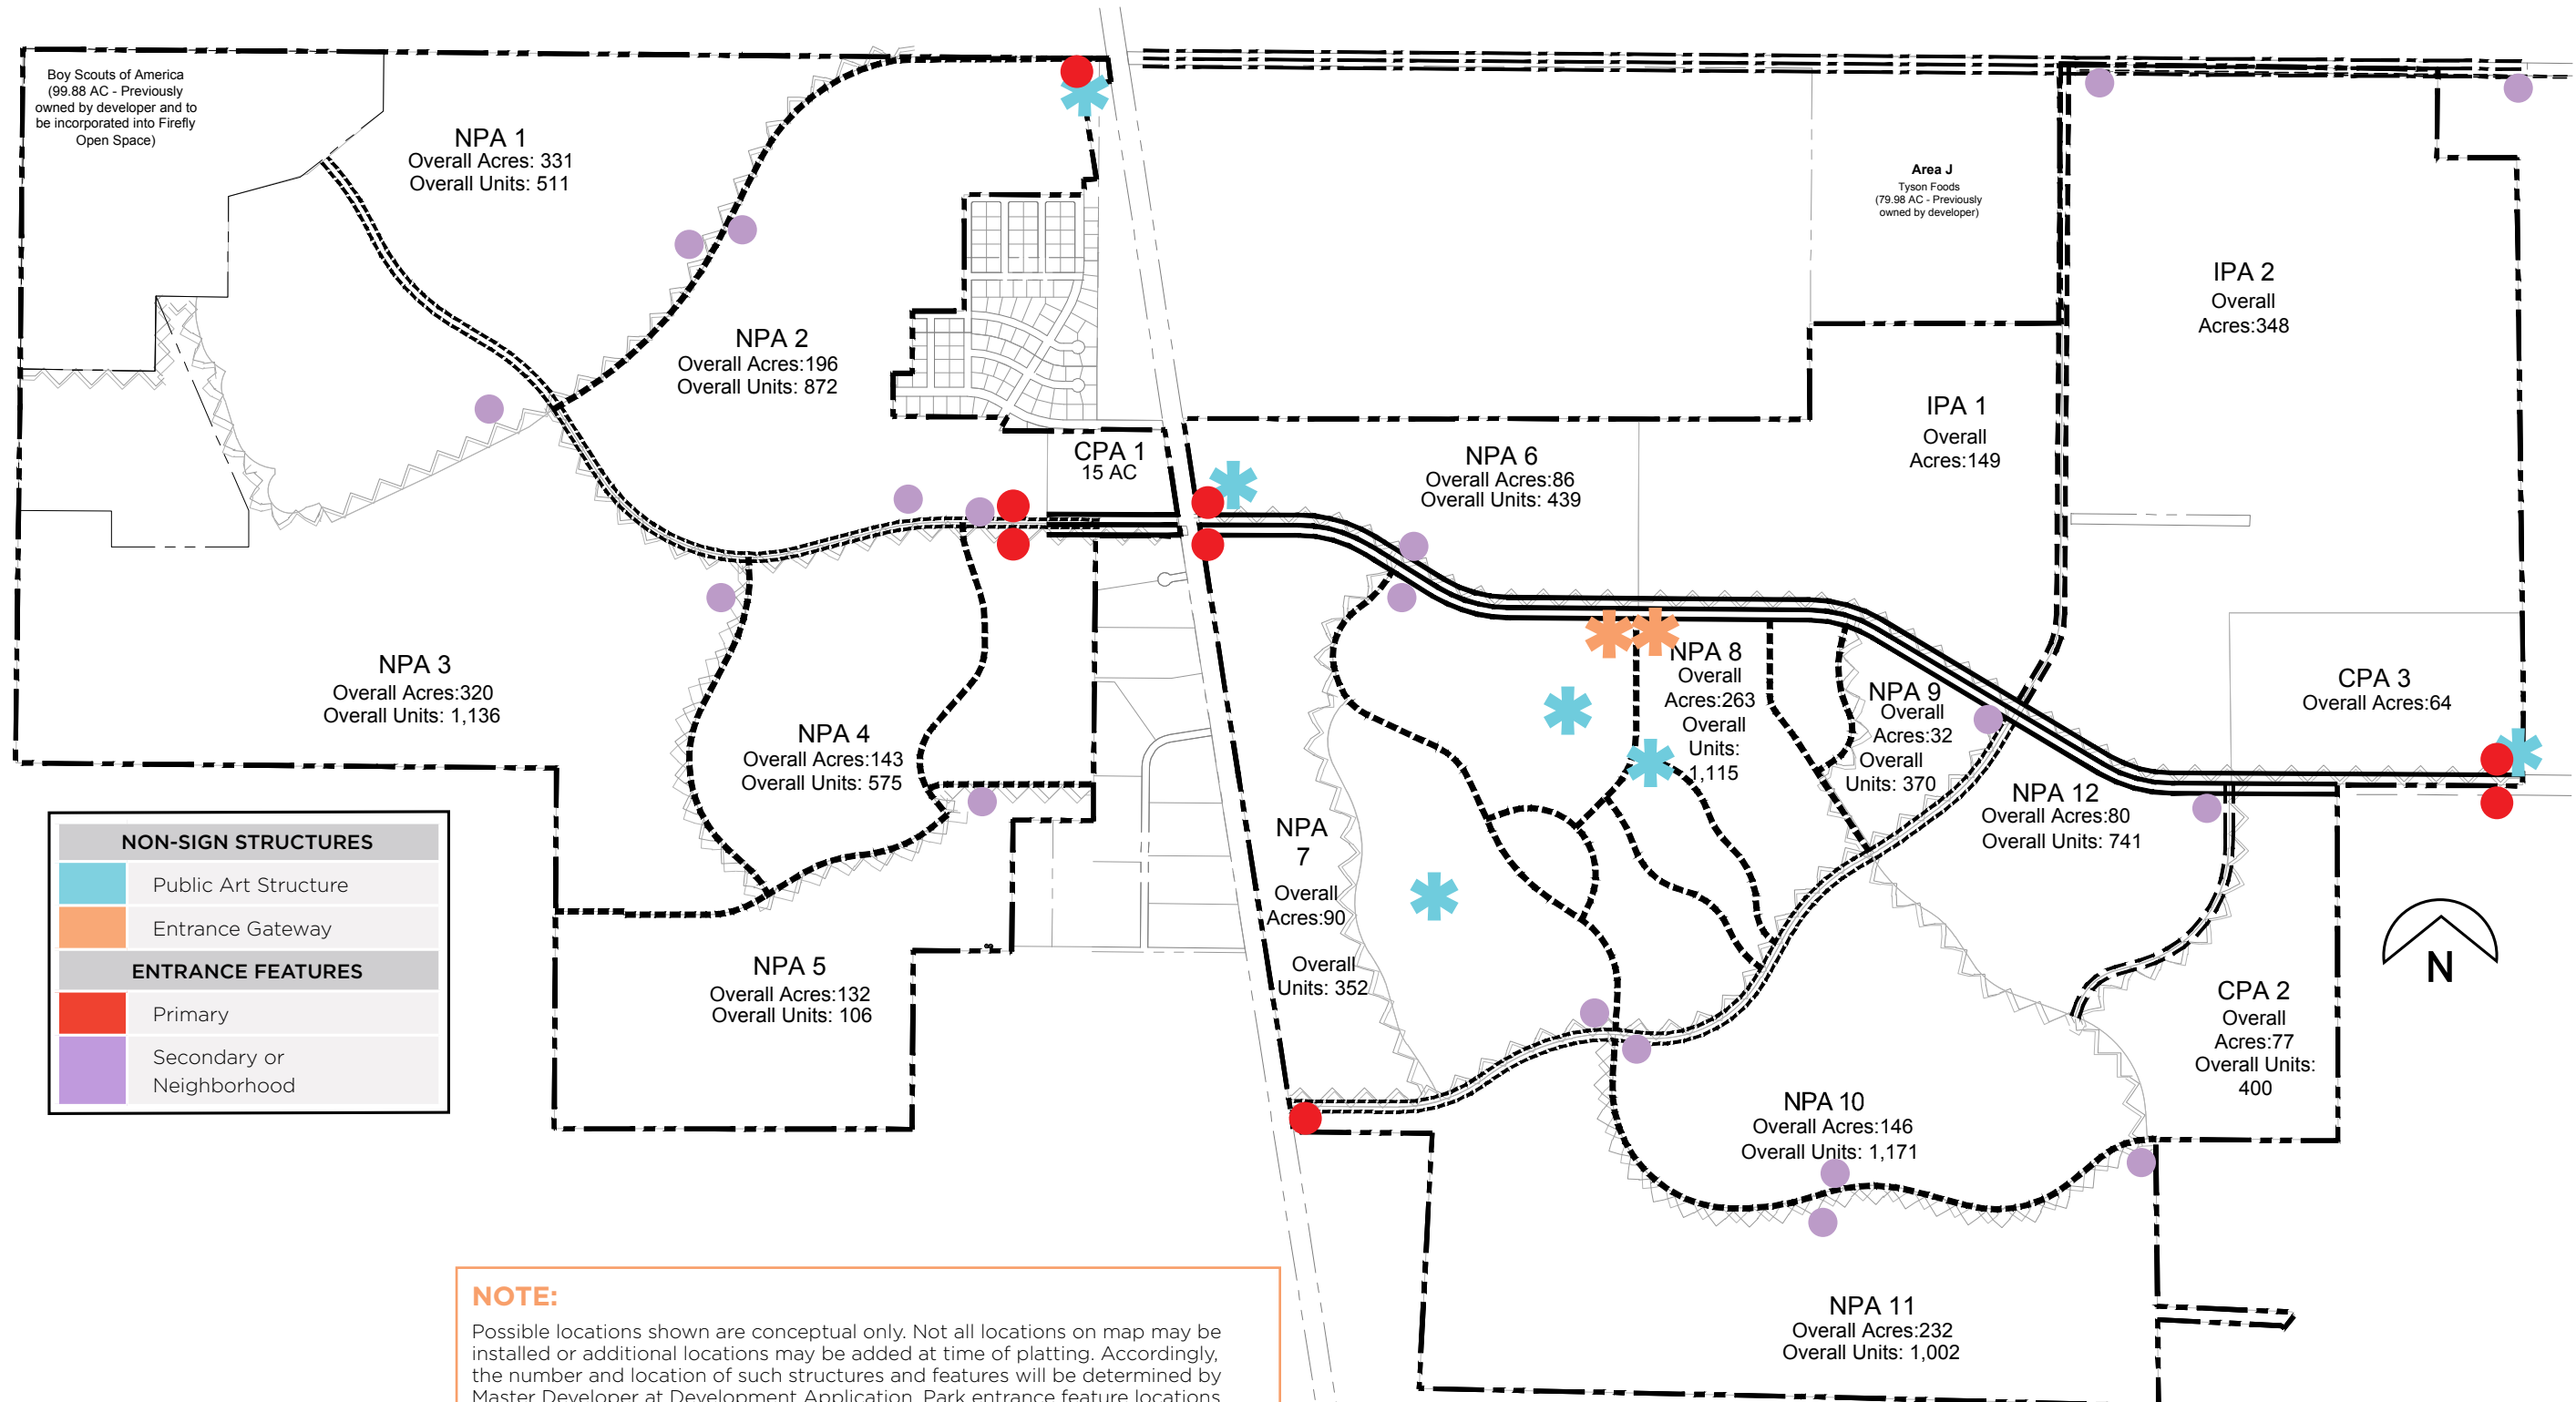 Boy Scouts of America
(99.88 AC - Previously
owned by developer and to
be incorporated into Firefly
Open Space)
NPA 1
Overall Acres: 331
Overall Units: 511
NPA 2
Overall Acres:196
Overall Units: 872
Area J
Tyson Foods
(79.98 AC - Previously
owned by developer)
IPA 2
Overall
Acres:348
IPA 1
Overall
Acres:149
CPA 1
15 AC
NPA 6
Overall Acres:86
Overall Units: 439
NPA 3
Overall Acres:320
Overall Units: 1,136
NPA 4
Overall Acres:143
Overall Units: 575
NPA 8
Overall
Acres:263
Overall
Units:
1,115
NPA 9
Overall
Acres:32
Overall
Units: 370
CPA 3
Overall Acres:64
NPA 12
Overall Acres:80
Overall Units: 741
NPA
7
Overall
Acres:90
Overall
Units: 352
NPA 5
Overall Acres:132
Overall Units: 106
CPA 2
Overall
Acres:77
Overall Units:
400
N
NPA 10
Overall Acres:146
Overall Units: 1,171
NPA 11
Overall Acres:232
Overall Units: 1,002
NON-SIGN STRUCTURES
Public Art Structure
Entrance Gateway
ENTRANCE FEATURES
Primary
Secondary or
Neighborhood
NOTE:
Possible locations shown are conceptual only. Not all locations on map may be
installed or additional locations may be added at time of platting. Accordingly,
the number and location of such structures and features will be determined by
Master Developer at Development Application. Park entrance feature locations